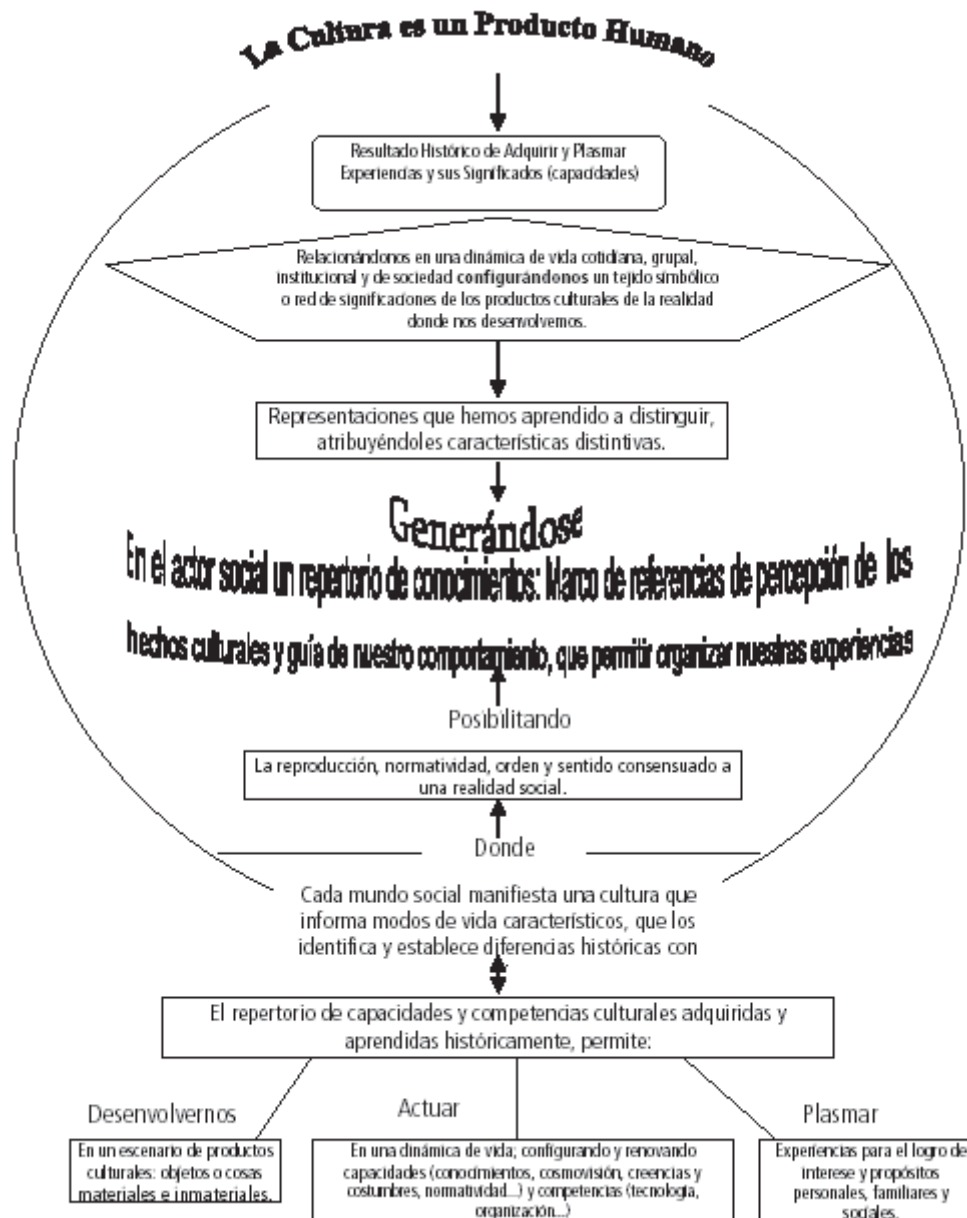 La Cultura es un Producto Humano
Resultado Histórico de Adquirir y Plasmar
Experiencias y sus Significados (capacidades)
Relacionándonos en una dinámica de vida cotidiana, grupal,
institucional y de sociedad configurándonos un tejido simbólico
o red de significaciones de los productos culturales de la realidad
donde nos desenvolvemos.
Representaciones que hemos aprendido a distinguir,
atribuyéndoles características distintivas.
Generándose
En el actor social un repertorio de conocimientos: Marco de referencias de percepción de los
hechos culturales y guía de nuestro comportamiento, que permitir organizar nuestras experiencias
Posibilitando
La reproducción, normatividad, orden y sentido consensuado a
una realidad social.
Donde
Cada mundo social manifiesta una cultura que
informa modos de vida característicos, que los
identifica y establece diferencias históricas con
El repertorio de capacidades y competencias culturales adquiridas y
aprendidas históricamente, permite:
Desenvolvernos
En un escenario de productos
culturales: objetos o cosas
materiales e inmateriales.
Actuar
En una dinámica de vida; configurando y renovando
capacidades (conocimientos, cosmovisión, creencias y
costumbres, normatividad...) y competencias (tecnología,
organización...)
Plasmar
Experiencias para el logro de
interese y propósitos
personales, familiares y
sociales.